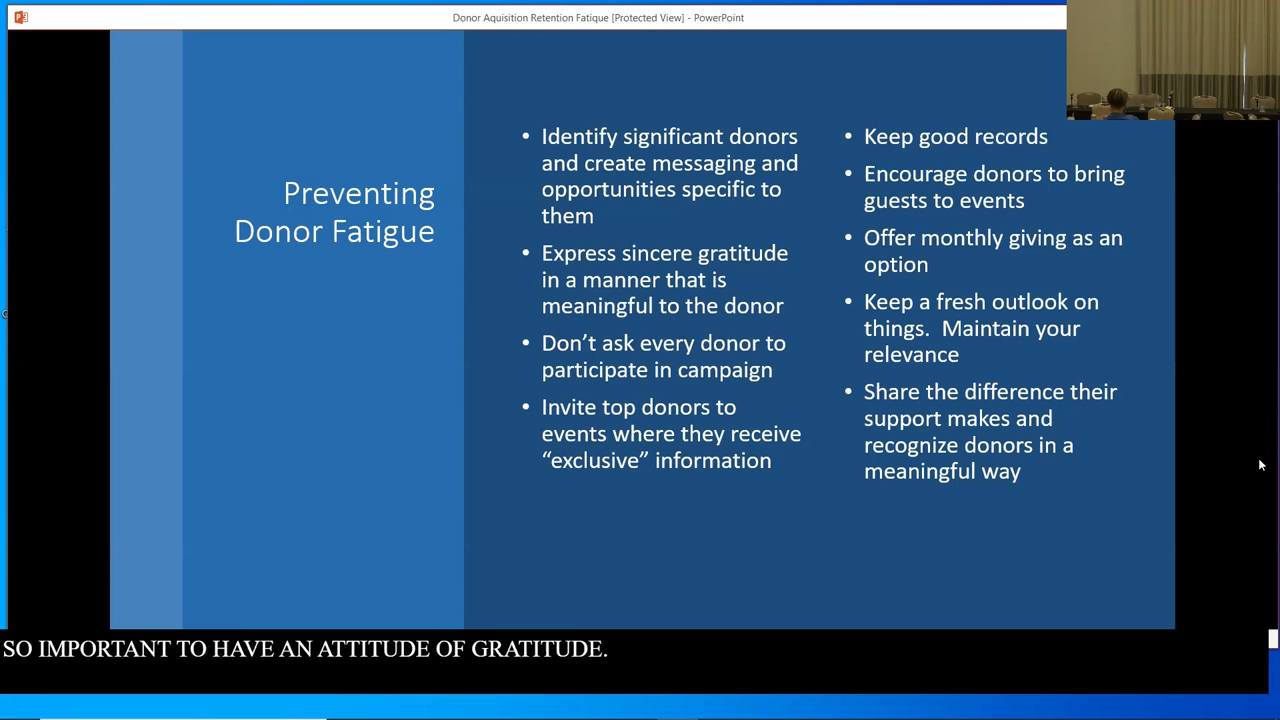 Donor Aquisition Retention Fatique [Protected View] - PowerPoint
Preventing
Donor Fatigue
• Identify significant donors
and create messaging and
opportunities specific to
them
• Express sincere gratitude
in a manner that is
meaningful to the donor
• Don’t ask every donor to
participate in campaign
• Invite top donors to
events where they receive
“exclusive” information
• Keep good records
• Encourage donors to bring
guests to events
• Offer monthly giving as an
option
• Keep a fresh outlook on
things.  Maintain your
relevance
• Share the difference their
support makes and
recognize donors in a
meaningful way
SO IMPORTANT TO HAVE AN ATTITUDE OF GRATITUDE.